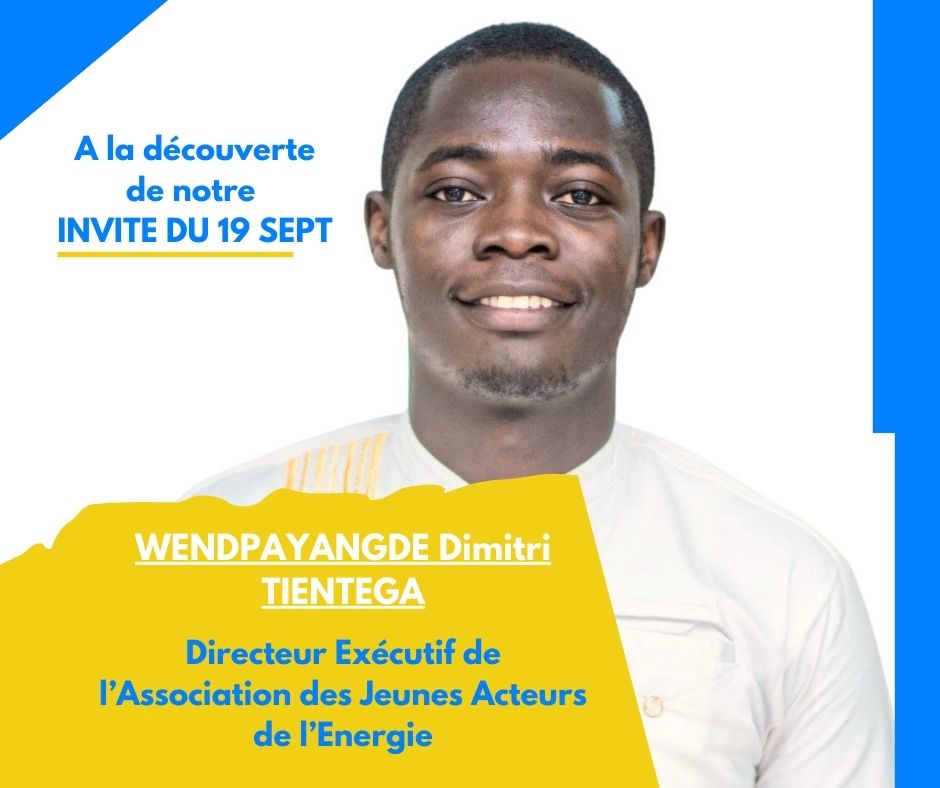 A la découverte
de notre
INVITE DU 19 SEPT
WENDPAYANGDE Dimitri
TIENTEGA
Directeur Exécutif de
l’Association des Jeunes Acteurs
de l’Energie